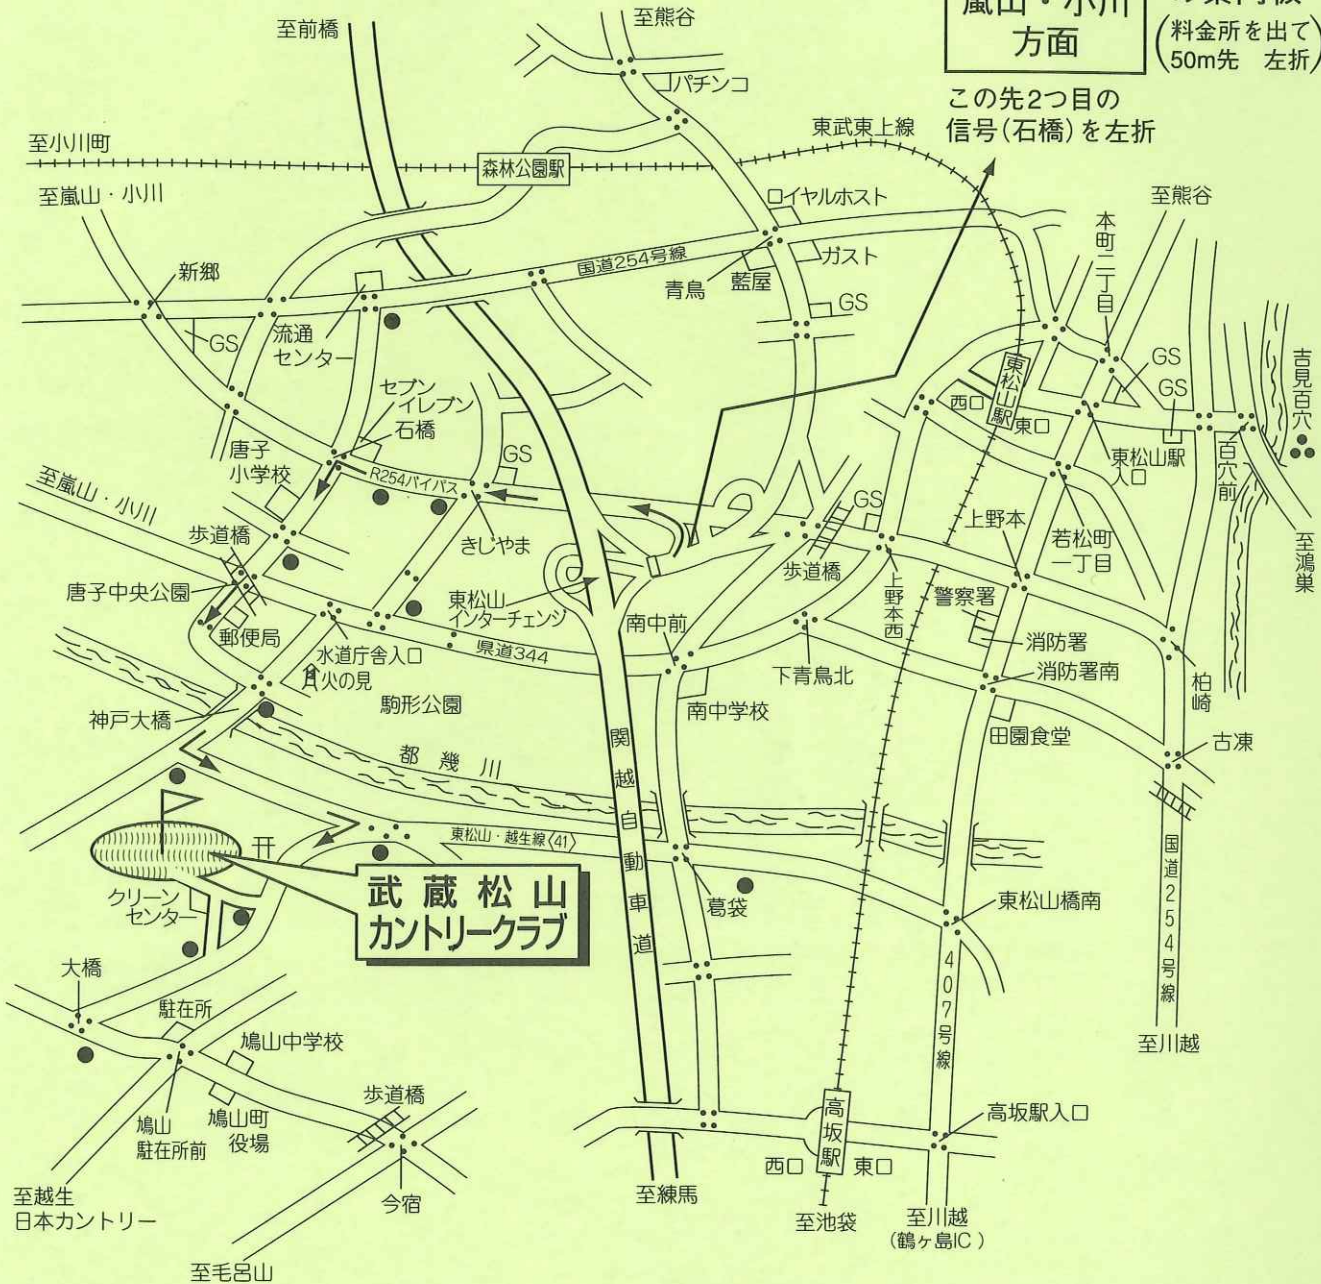 嵐山・小川
方面
(料金所を出て
50m先 左折)
この先2つ目の
信号(石橋)を左折
至前橋
至熊谷
パチンコ
至小川町
森林公園駅
東武東上線
至嵐山・小川
ロイヤルホスト
至熊谷
本町二丁目
新郷
国道254号線
青鳥
藍屋
ガスト
GS
GS
流通
センター
GS
GS
吉見百穴
セブン
イレブン
石橋
東松山駅
西口
東口
東松山駅
入口
百穴前
唐子
小学校
R254バイパス
GS
至嵐山・小川
歩道橋
きじやま
GS
上野本
若松町
一丁目
至鴻巣
唐子中央公園
郵便局
東松山
インターチェンジ
歩道橋
上野本西
警察署
消防署
水道庁舎入口
県道344
南中前
下青鳥北
消防署南
柏崎
火の見
駒形公園
南中学校
神戸大橋
田園食堂
古凍
都幾川
関越自動車道
東松山・越生線〈41〉
国道254号線
武蔵松山
カントリークラブ
クリーン
センター
葛袋
東松山橋南
大橋
駐在所
407号線
鳩山中学校
至川越
歩道橋
鳩山
駐在所前
鳩山町
役場
高坂駅
高坂駅入口
西口
東口
至越生
日本カントリー
今宿
至練馬
至池袋
至川越
(鶴ヶ島IC)
至毛呂山